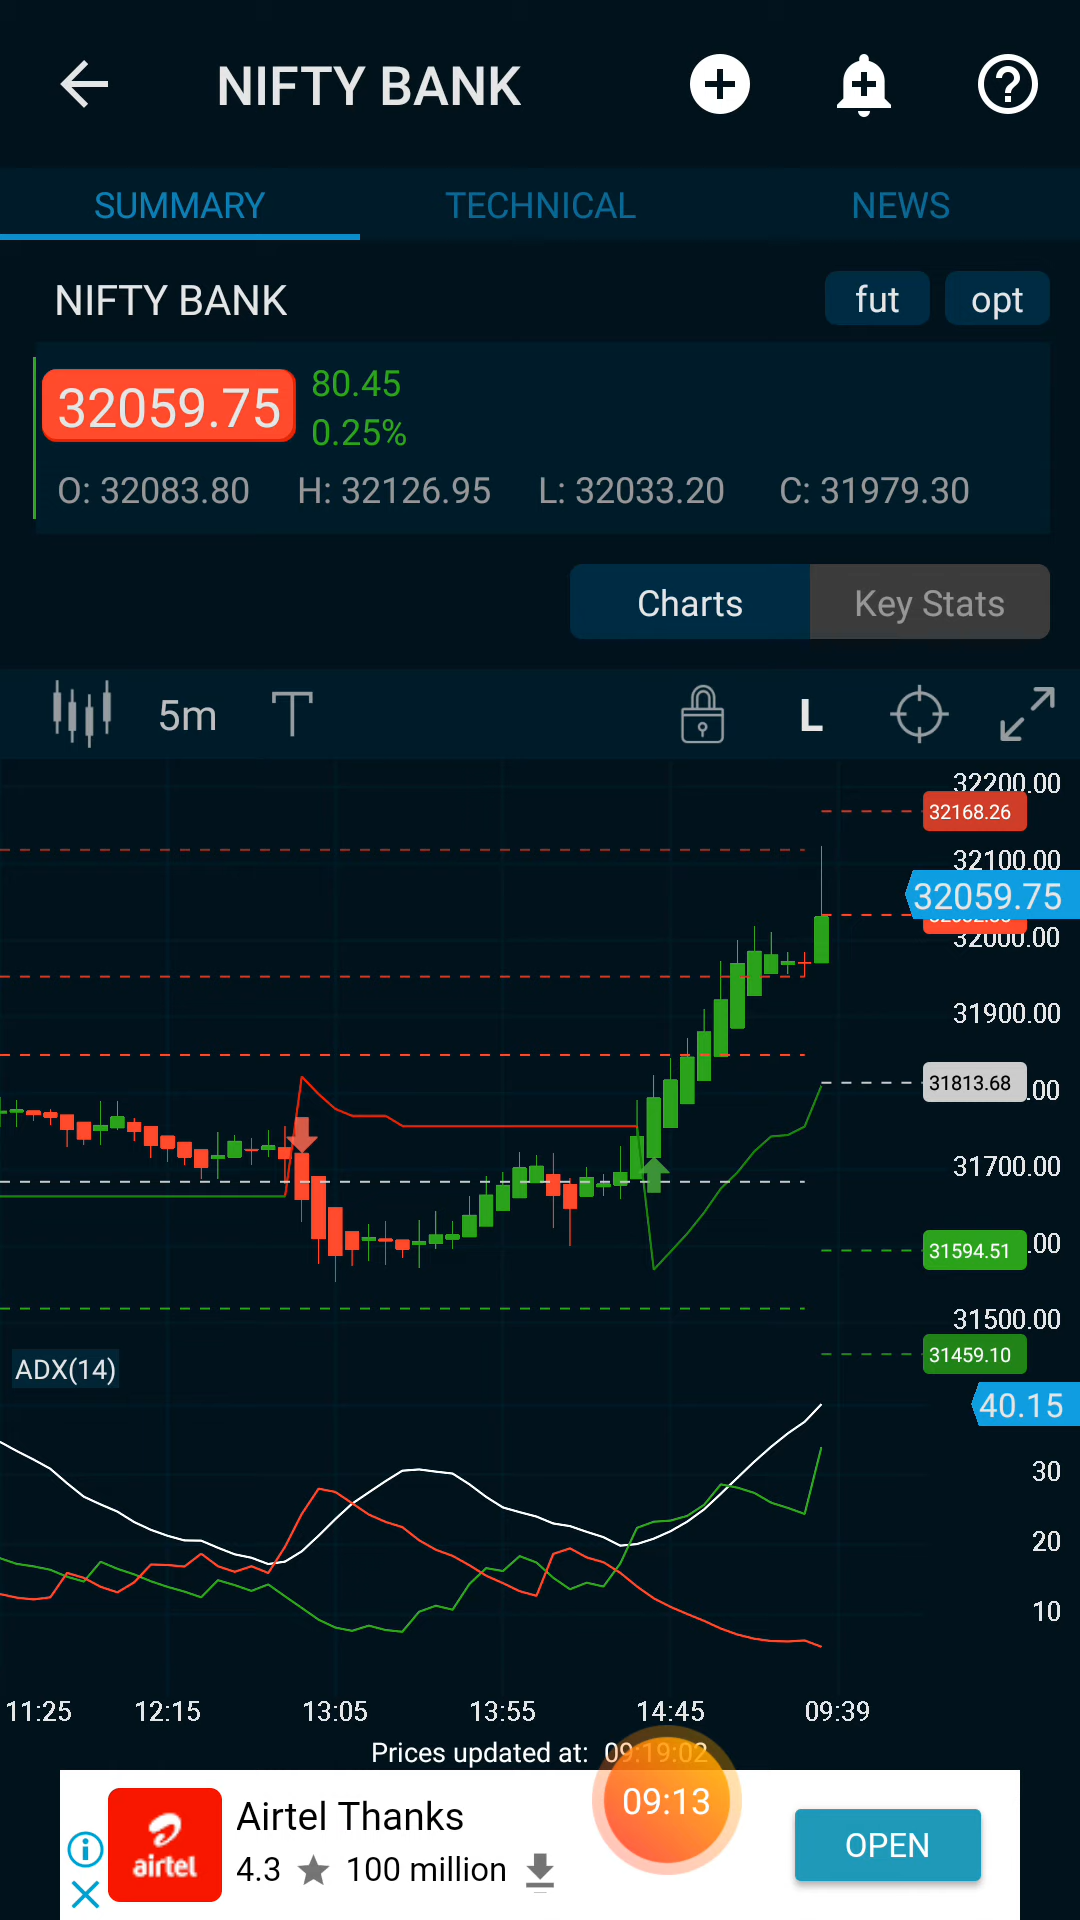 NIFTY BANK
SUMMARY TECHNICAL NEWS
NIFTY BANK fut opt
32059.75 80.45
0.25%
O: 32083.80 H: 32126.95 L: 32033.20 C: 31979.30
Charts Key Stats
5m T L
32200.00
32168.26
32100.00
32059.75
32000.00
31900.00
31813.68 .00
31700.00
31594.51 .00
31500.00
31459.10
ADX(14)
40.15
30
20
10
11:25 12:15 13:05 13:55 14:45 09:39
Prices updated at: 09:19:02
09:13
Airtel Thanks
airtel
4.3 100 million
OPEN